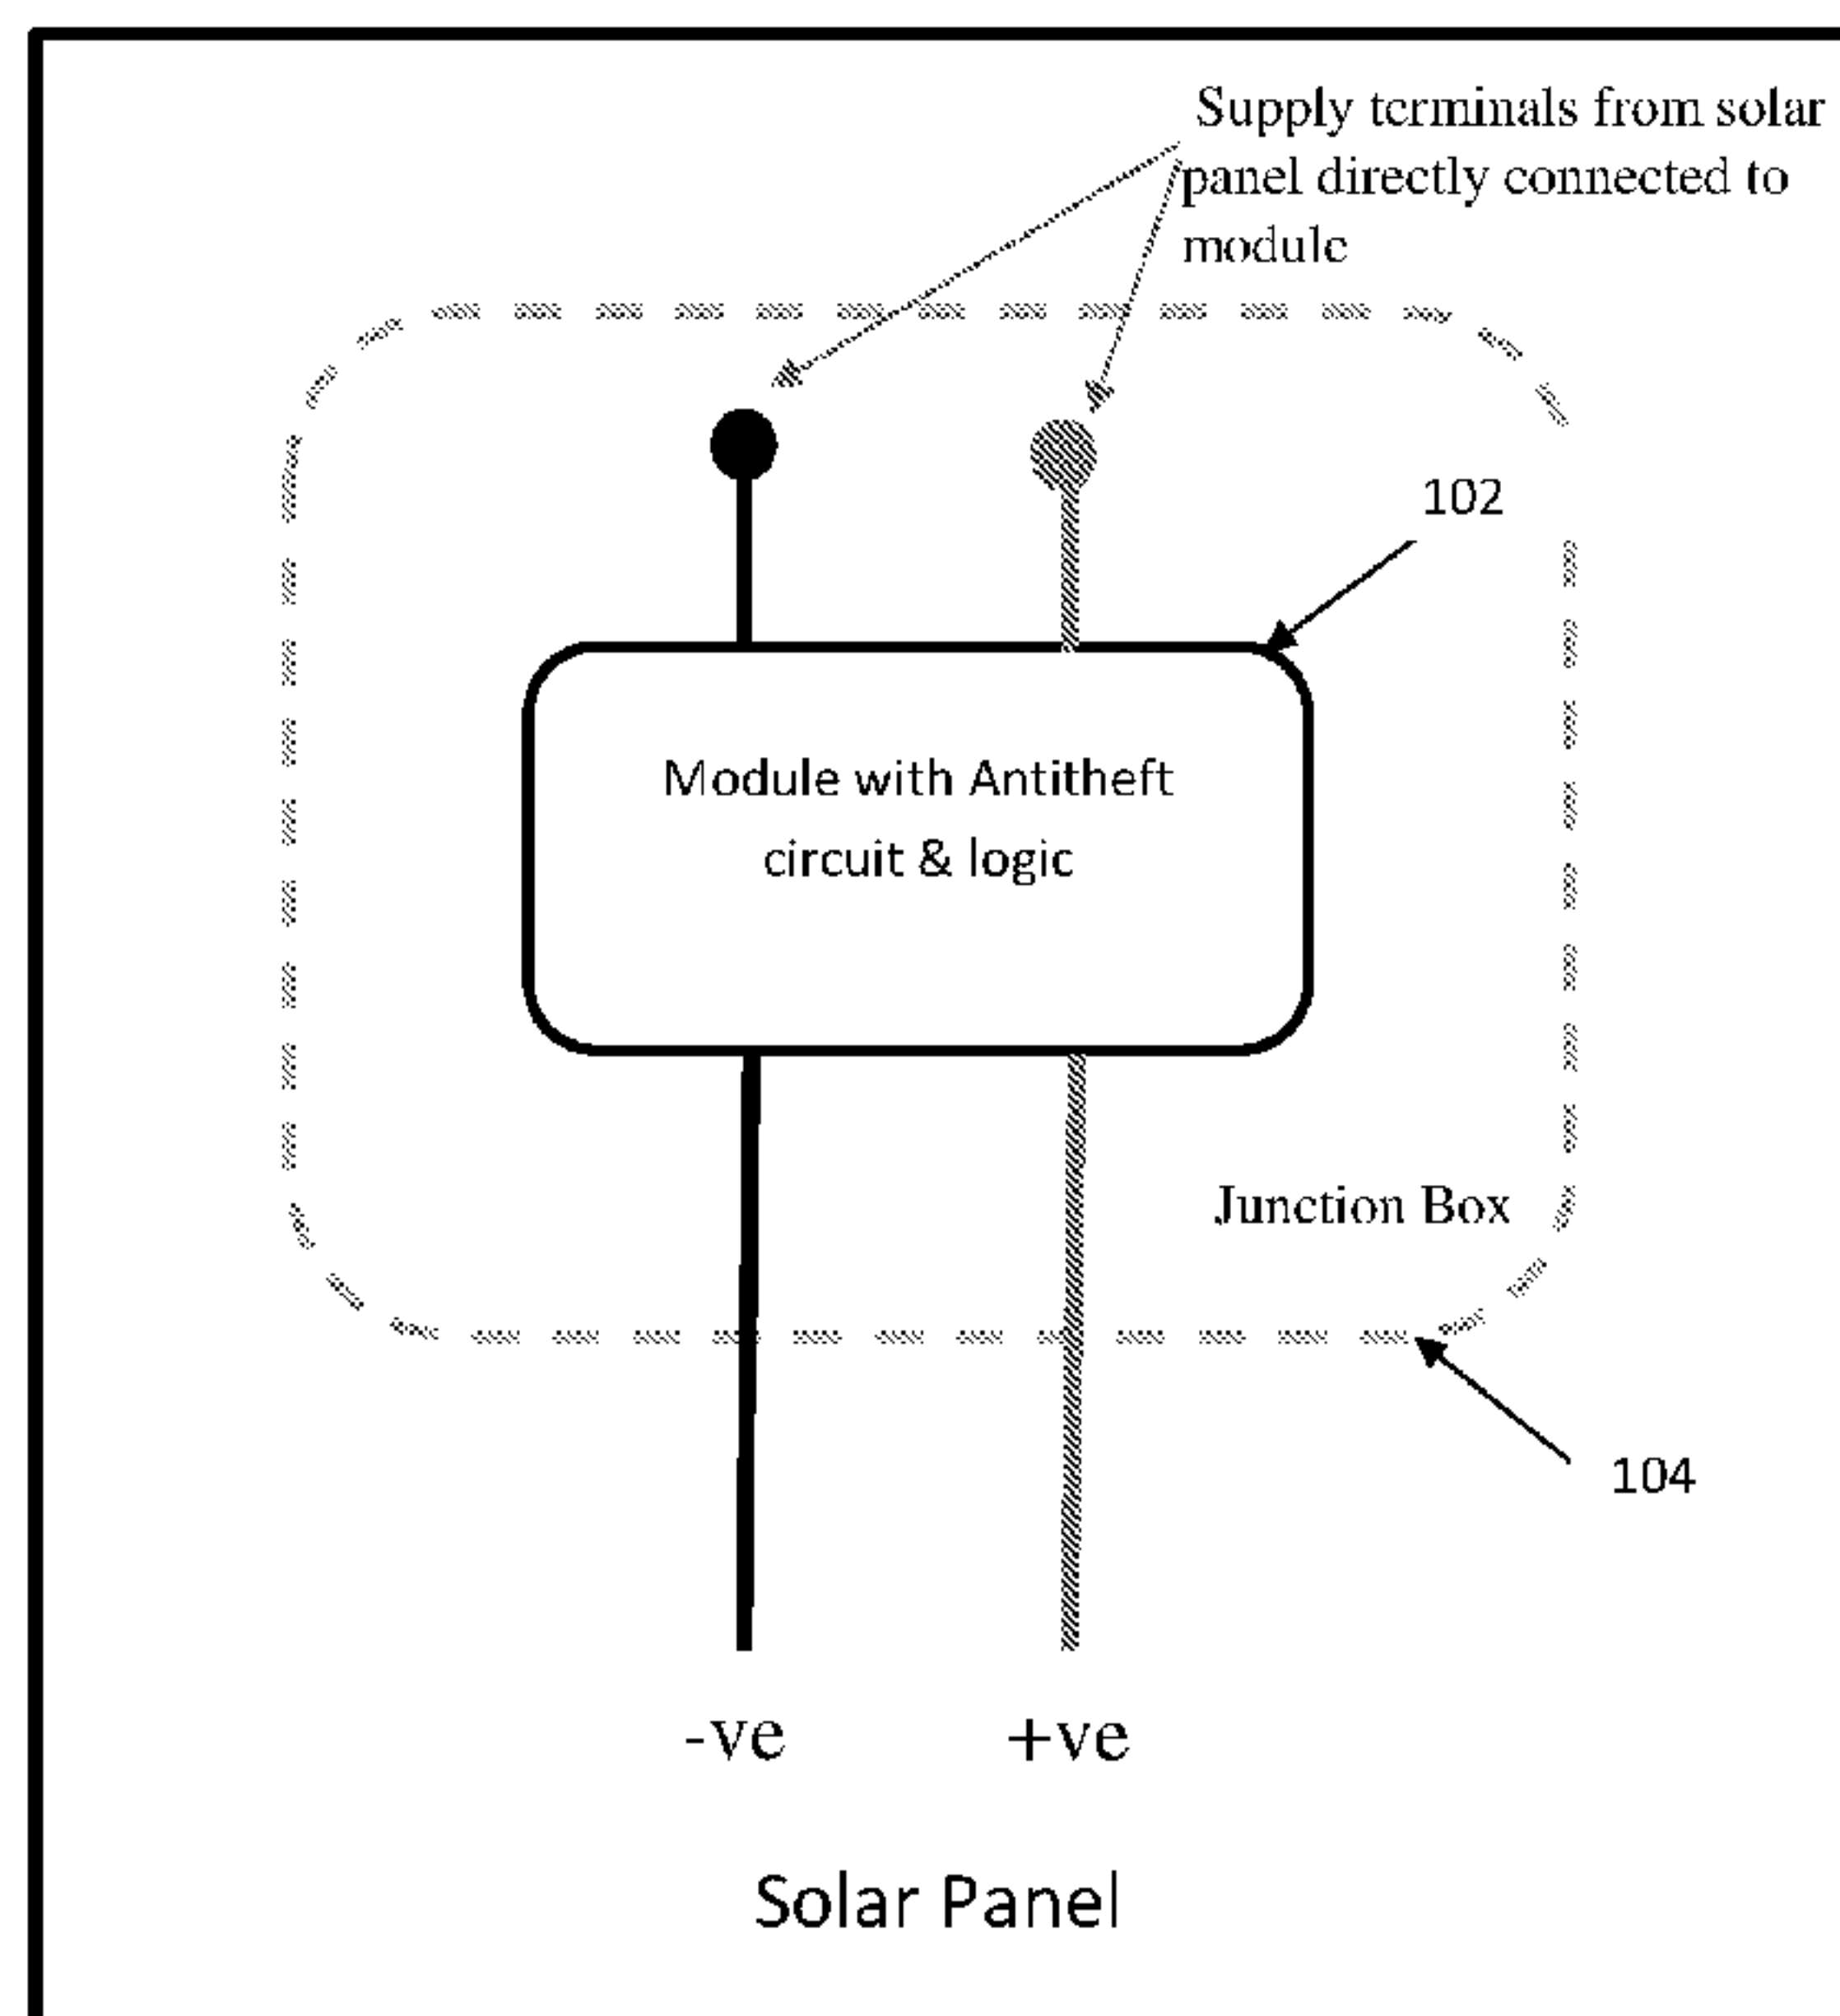 Supply terminals from solar
panel directly connected to
module
102
Module with Antitheft
circuit & logic
Junction Box
104
-ve +ve
Solar Panel